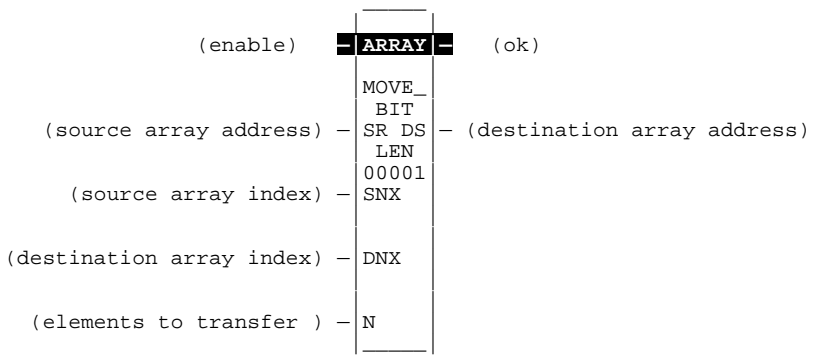 (enable) ARRAY (ok)
MOVE_
BIT
(source array address) SR DS (destination array address)
LEN
00001
(source array index) SNX
(destination array index) DNX
(elements to transfer ) N